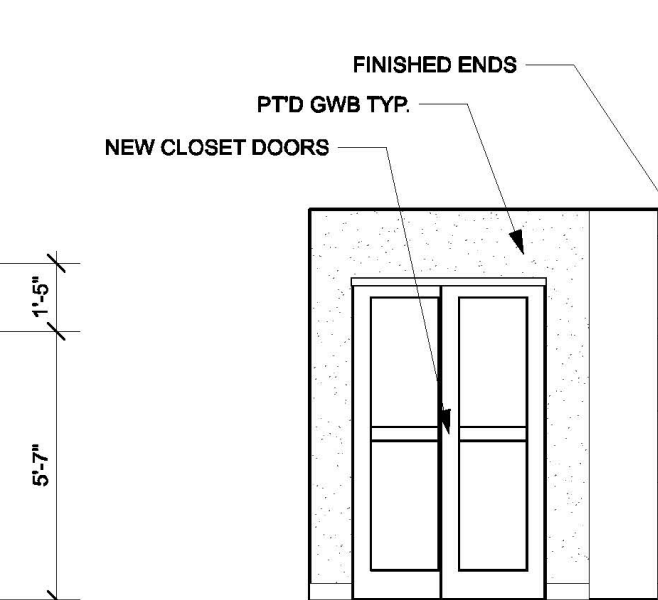 FINISHED ENDS
PT'D GWB TYP.
NEW CLOSET DOORS
1'-5"
5'-7"